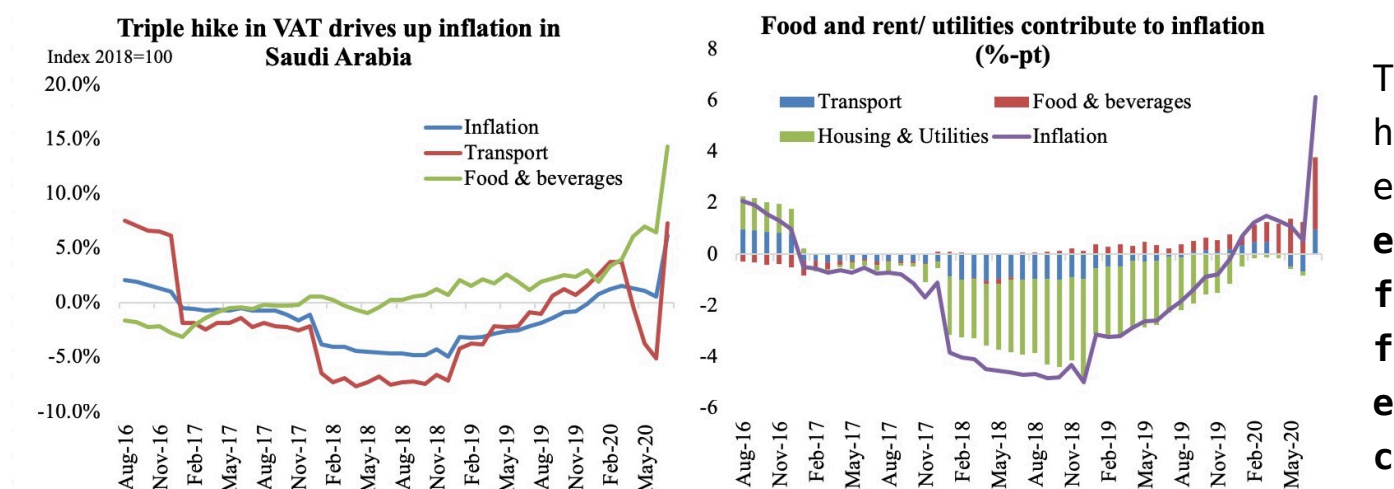 Triple hike in VAT drives up inflation in
Saudi Arabia
Index 2018=100
20.0%
15.0%
10.0%
5.0%
0.0%
-5.0%
-10.0%
Inflation
Transport
Food & beverages
Aug-16
Nov-16
Feb-17
May-17
Aug-17
Nov-17
Feb-18
May-18
Aug-18
Nov-18
Feb-19
May-19
Aug-19
Nov-19
Feb-20
May-20
Food and rent/ utilities contribute to inflation
(%-pt)
8
6
4
2
0
-2
-4
-6
Transport
Food & beverages
Housing & Utilities
Inflation
Aug-16
Nov-16
Feb-17
May-17
Aug-17
Nov-17
Feb-18
May-18
Aug-18
Nov-18
Feb-19
May-19
Aug-19
Nov-19
Feb-20
May-20
T
h
e
e
f
f
e
c